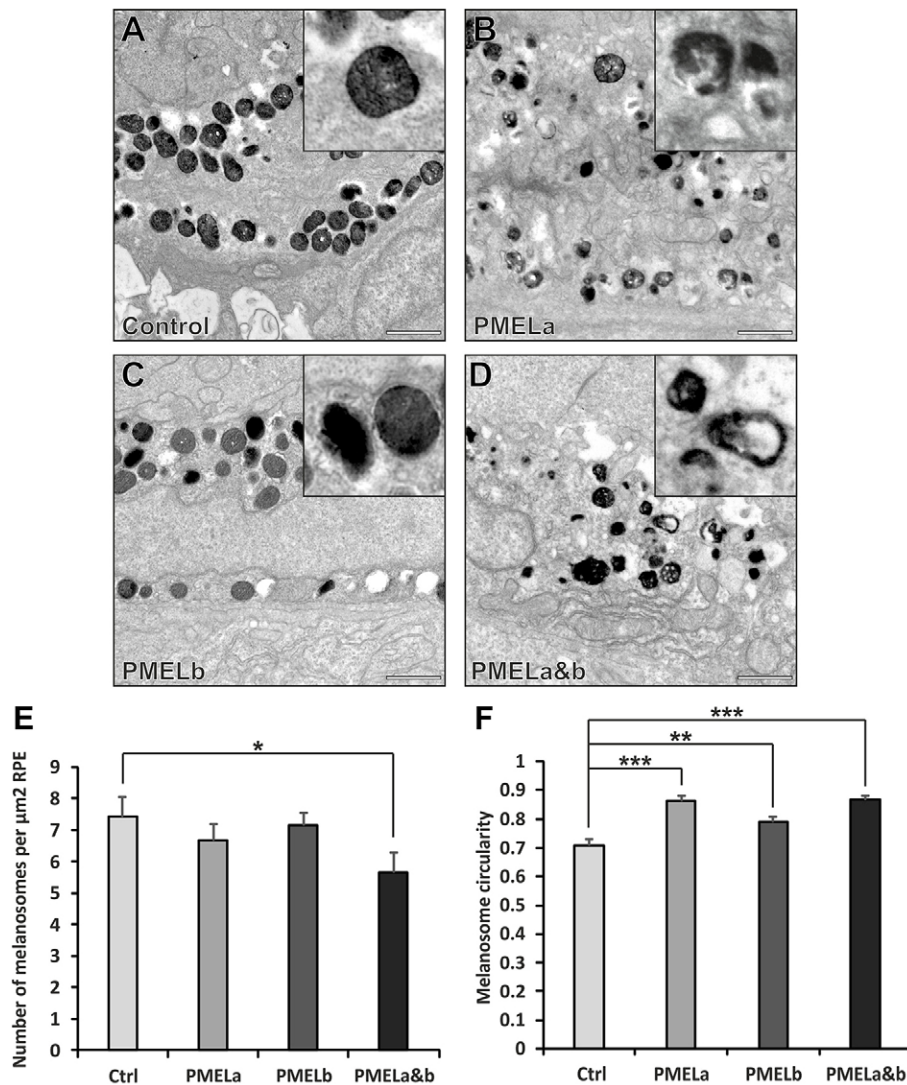 A
Control
B
PMELa
C
PMELb
D
PMELa&b
E
Number of melanosomes per µm2 RPE
9
8
7
6
5
4
3
2
1
0
*
Ctrl PMELa PMELb PMELa&b
F
Melanosome circularity
1
0.9
0.8
0.7
0.6
0.5
0.4
0.3
0.2
0.1
***
**
***
Ctrl PMELa PMELb PMELa&b